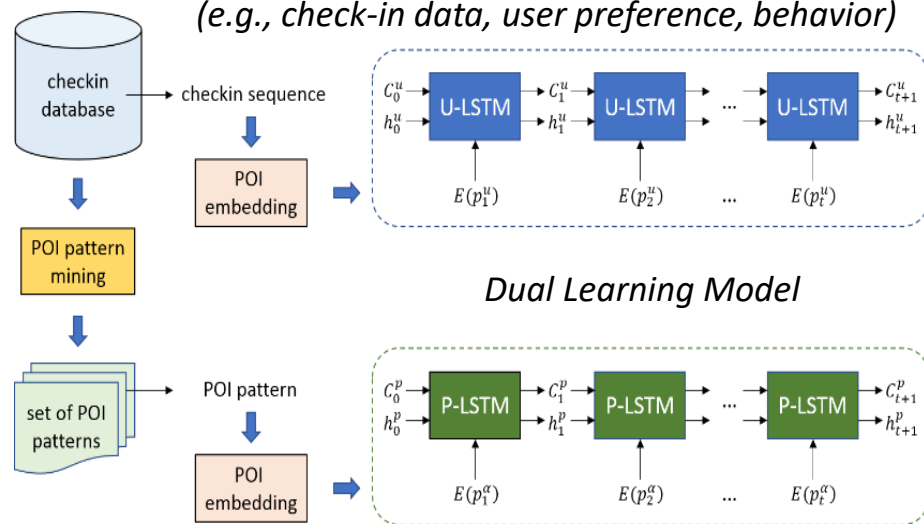 (e.g., check-in data, user preference, behavior)
checkin
database
checkin sequence
POI
embedding
C_0^u
h_0^u
U-LSTM
C_1^u
h_1^u
U-LSTM
...
U-LSTM
C_{t+1}^u
h_{t+1}^u
E(p_1^u)
E(p_2^u)
...
E(p_t^u)
POI pattern
mining
Dual Learning Model
set of POI
patterns
POI pattern
POI
embedding
C_0^p
h_0^p
P-LSTM
C_1^p
h_1^p
P-LSTM
...
P-LSTM
C_{t+1}^p
h_{t+1}^p
E(p_1^α)
E(p_2^α)
...
E(p_t^α)